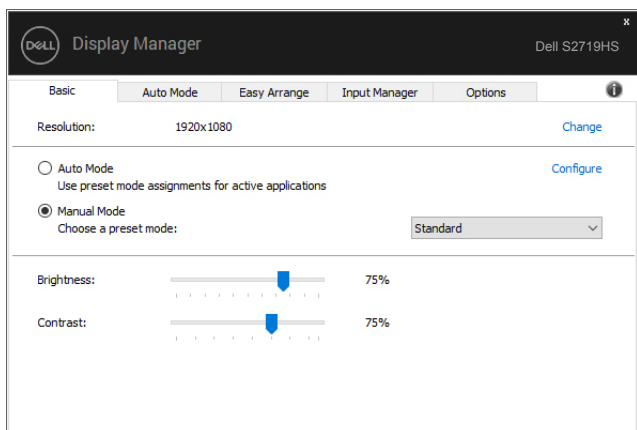 x
DELL Display Manager Dell S2719HS
Basic Auto Mode Easy Arrange Input Manager Options i
Resolution: 1920x1080 Change
Auto Mode Configure
Use preset mode assignments for active applications
Manual Mode
Choose a preset mode: Standard
Brightness: 75%
Contrast: 75%